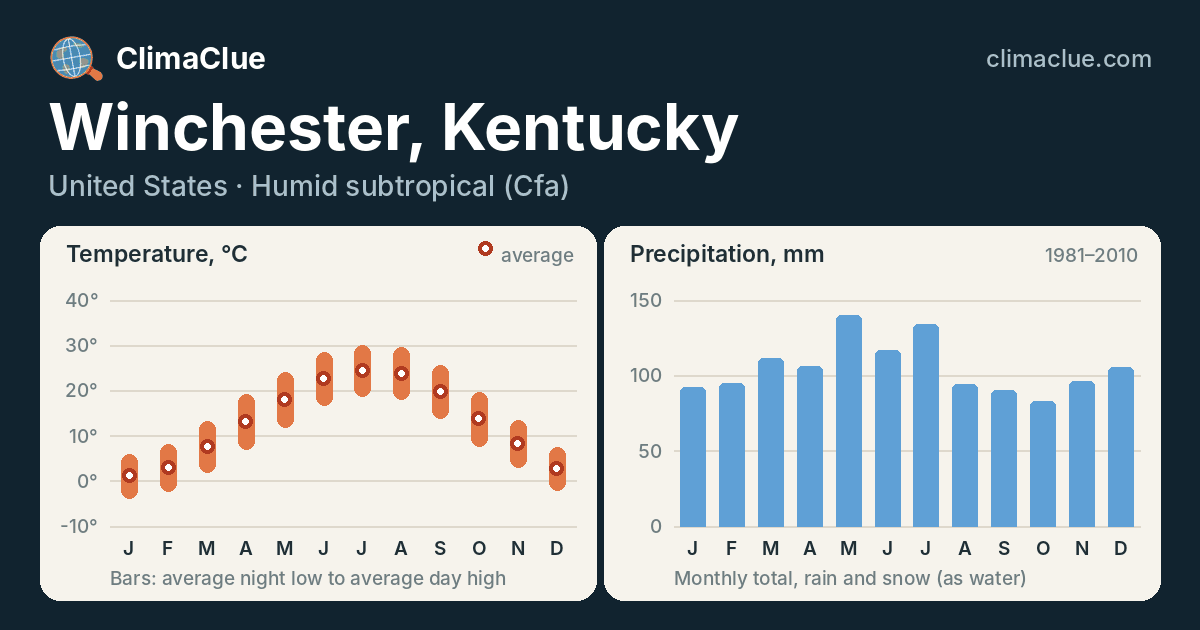 ClimaClue
climaclue.com
Winchester, Kentucky
United States · Humid subtropical (Cfa)
Temperature, °C
average
40°
30°
20°
10°
0°
-10°
J F M A M J J A S O N D
Bars: average night low to average day high
Precipitation, mm
1981–2010
150
100
50
0
J F M A M J J A S O N D
Monthly total, rain and snow (as water)